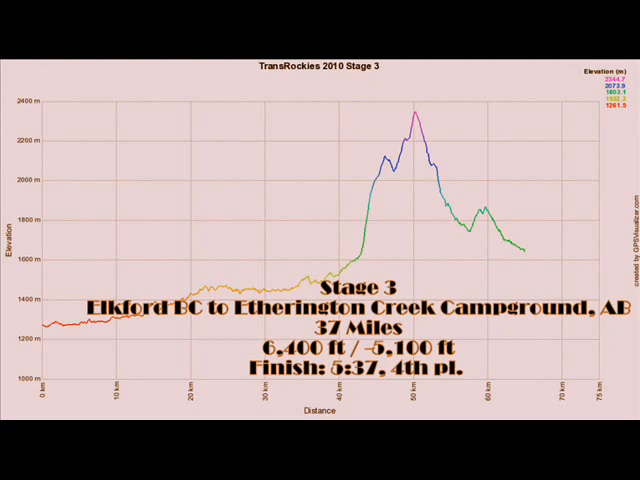 TransRockies 2010 Stage 3
Elevation (m)
2344.7
2073.9
1803.1
1532.3
1261.5
2400 m
2200 m
2000 m
1800 m
1600 m
1400 m
1200 m
1000 m
Elevation
created by GPSVisualizer.com
Stage 3
Elkford BC to Etherington Creek Campground, AB
37 Miles
6,400 ft / -5,100 ft
Finish: 5:37, 4th pl.
0 km
10 km
20 km
30 km
40 km
50 km
60 km
70 km
75 km
Distance